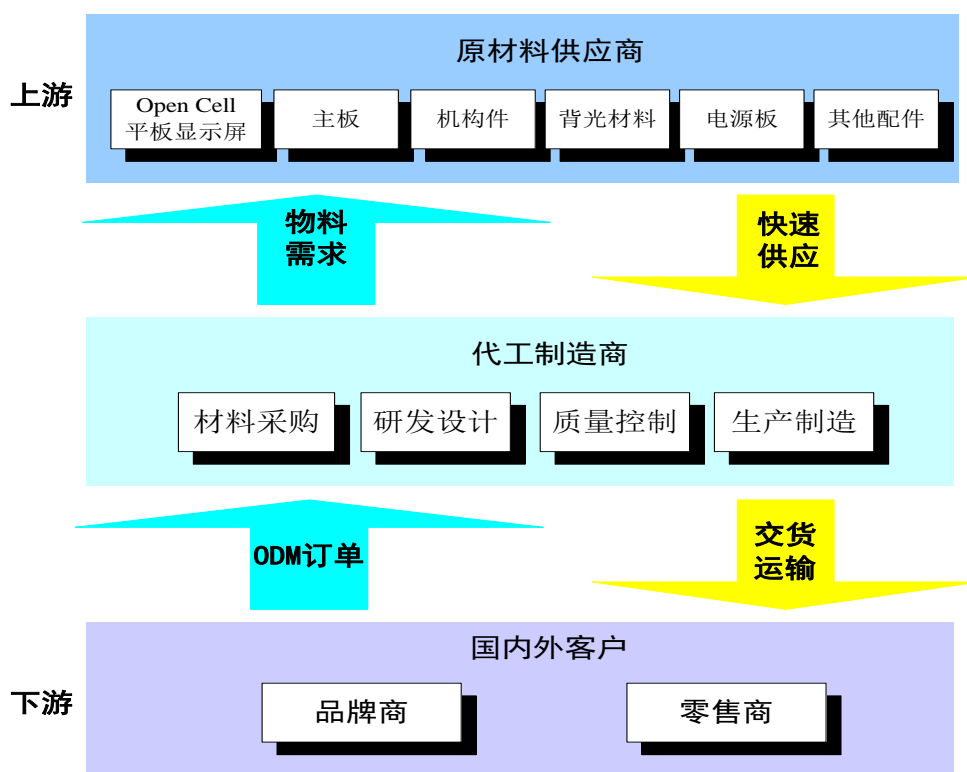 原材料供应商
上游
Open Cell
平板显示屏
主板
机构件
背光材料
电源板
其他配件
物料
需求
快速
供应
代工制造商
材料采购
研发设计
质量控制
生产制造
ODM订单
交货
运输
国内外客户
下游
品牌商
零售商